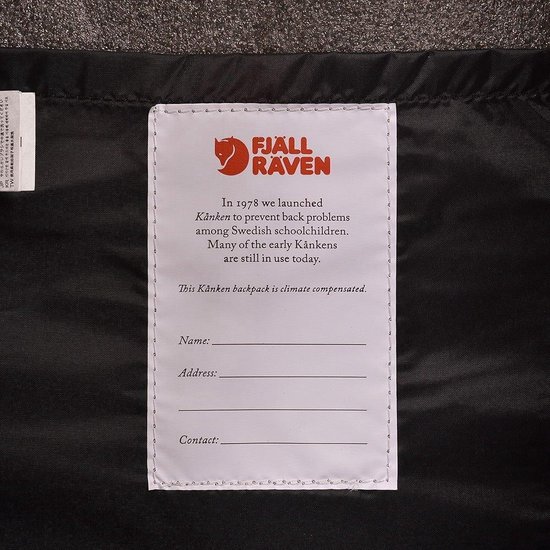 FJÄLL
RÄVEN
In 1978 we launched
Kånken to prevent back problems
among Swedish schoolchildren.
Many of the early Kånkens
are still in use today.
This Kånken backpack is climate compensated.
Name:
Address:
Contact: